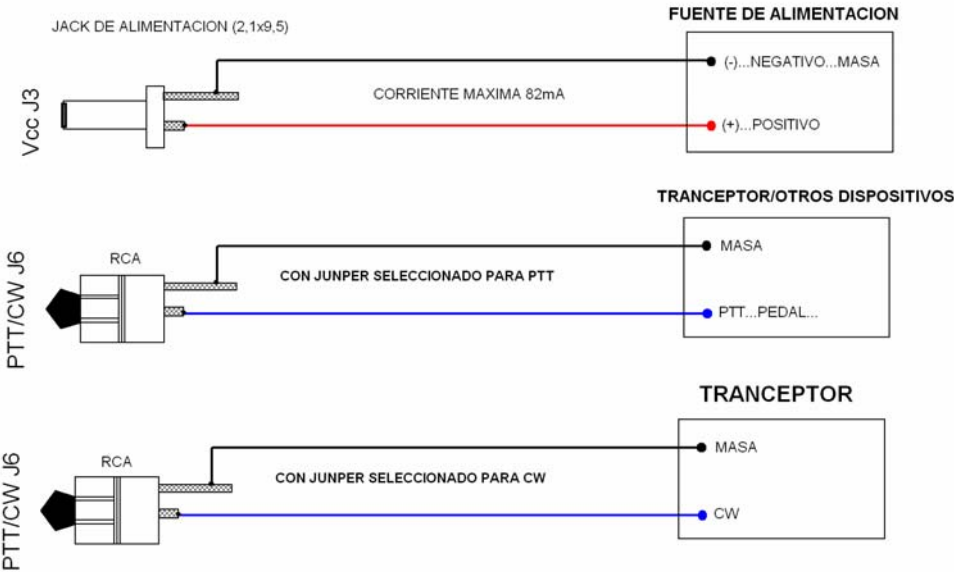 FUENTE DE ALIMENTACION
JACK DE ALIMENTACION (2,1x9,5)
(-)...NEGATIVO...MASA
CORRIENTE MAXIMA 82mA
Vcc J3
(+)...POSITIVO
TRANCEPTOR/OTROS DISPOSITIVOS
MASA
RCA
CON JUNPER SELECCIONADO PARA PTT
PTT/CW J6
PTT...PEDAL...
TRANCEPTOR
MASA
RCA
CON JUNPER SELECCIONADO PARA CW
PTT/CW J6
CW